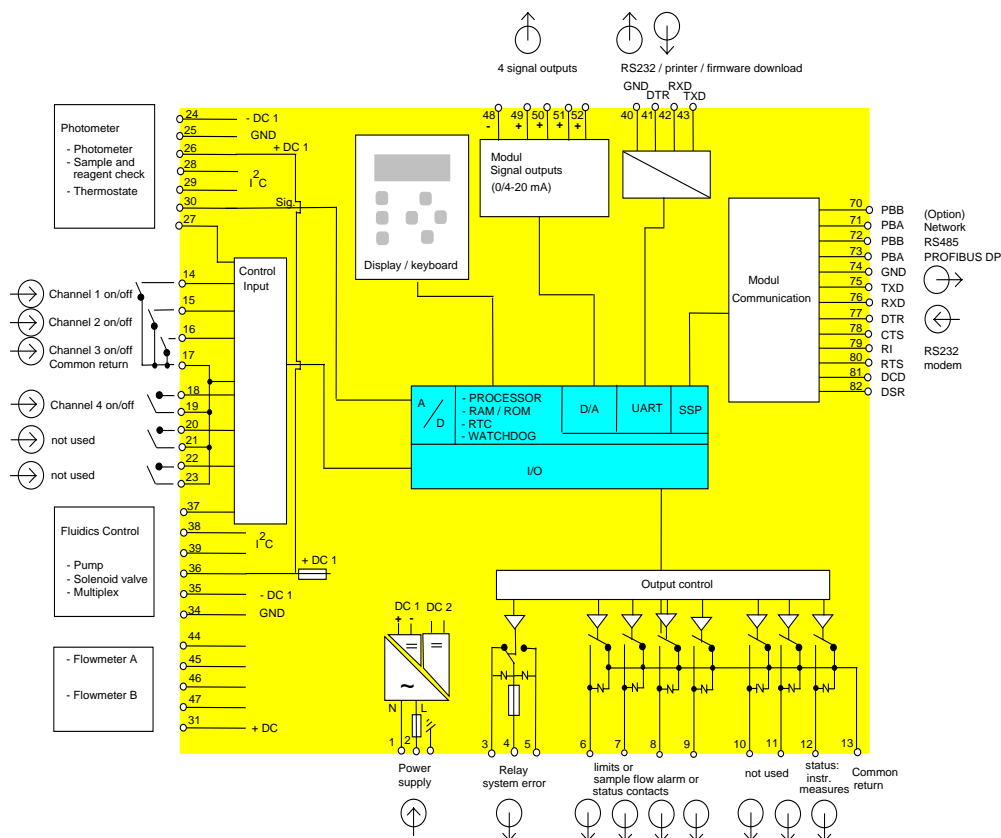 4 signal outputs
RS232 / printer / firmware download
GND
DTR
RXD
TXD
48
49
50
51
52
-
+
+
+
+
40
41
42
43
Photometer
- Photometer
- Sample and
reagent check
- Thermostate
24
- DC 1
25
GND
26
+ DC 1
28
I2C
29
30
Sig.
27
Display / keyboard
Modul
Signal outputs
(0/4-20 mA)
Modul
Communication
70
PBB
71
PBA
72
PBB
73
PBA
74
GND
75
TXD
76
RXD
77
DTR
78
CTS
79
RI
80
RTS
81
DCD
82
DSR
(Option)
Network
RS485
PROFIBUS DP
RS232
modem
Control
Input
14
Channel 1 on/off
15
Channel 2 on/off
16
Channel 3 on/off
17
Common return
18
Channel 4 on/off
19
20
not used
21
22
not used
23
A
/
D
- PROCESSOR
- RAM / ROM
- RTC
- WATCHDOG
D/A
UART
SSP
I/O
37
Fluidics Control
- Pump
- Solenoid valve
- Multiplex
38
I2C
39
36
+ DC 1
35
- DC 1
34
GND
- Flowmeter A
- Flowmeter B
44
45
46
47
31
+ DC
DC 1
DC 2
+
-
=
=
~
N
L
1
2
Power
supply
Output control
N
N
N
N
N
N
N
N
N
3
4
5
Relay
system error
6
7
8
9
limits or
sample flow alarm or
status contacts
10
11
not used
12
status:
instr.
measures
13
Common
return